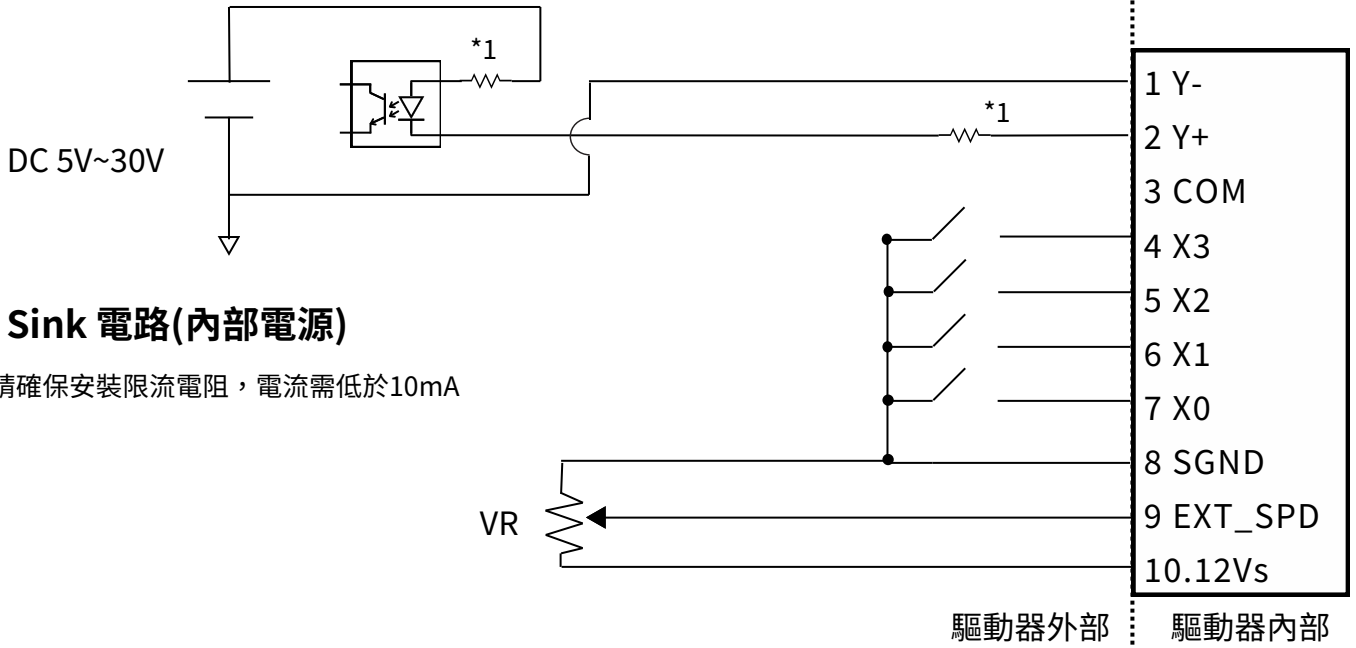 *1
1 Y-
*1
2 Y+
DC 5V~30V
3 COM
4 X3
5 X2
Sink 電路(內部電源)
6 X1
請確保安裝限流電阻，電流需低於10mA
7 X0
8 SGND
VR
9 EXT_SPD
10.12Vs
驅動器外部
驅動器內部